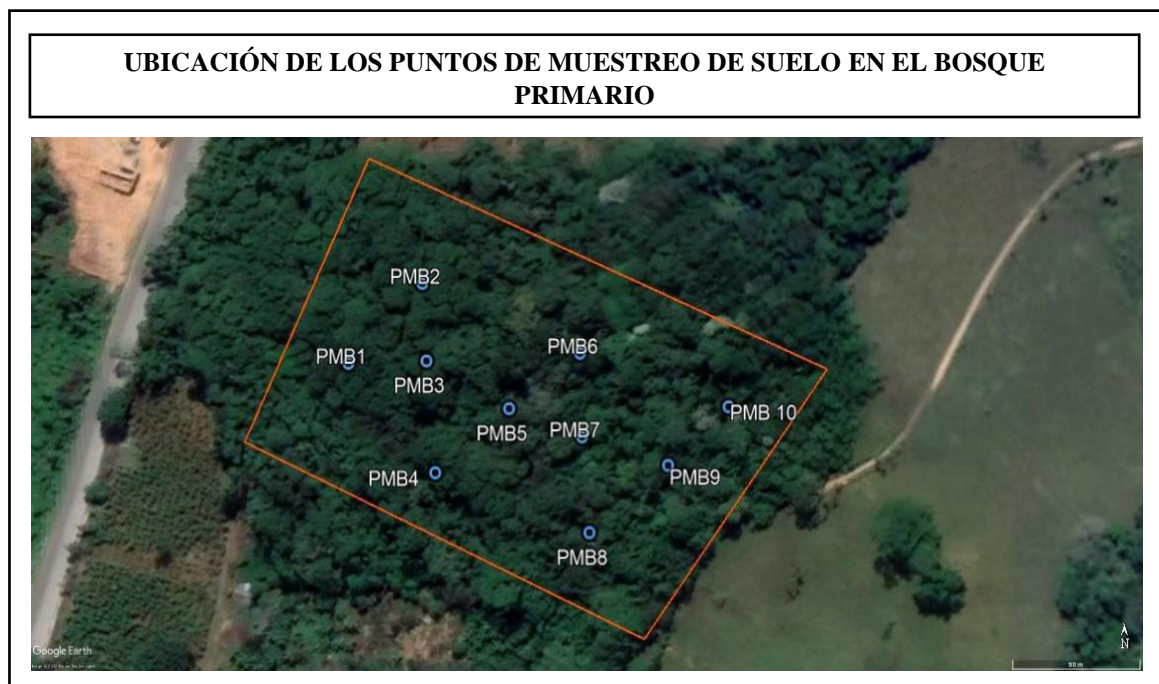 UBICACIÓN DE LOS PUNTOS DE MUESTREO DE SUELO EN EL BOSQUE
PRIMARIO
PMB2
PMB1
PMB3
PMB6
PMB5
PMB7
PMB 10
PMB4
PMB9
PMB8
Google Earth
N
50 m